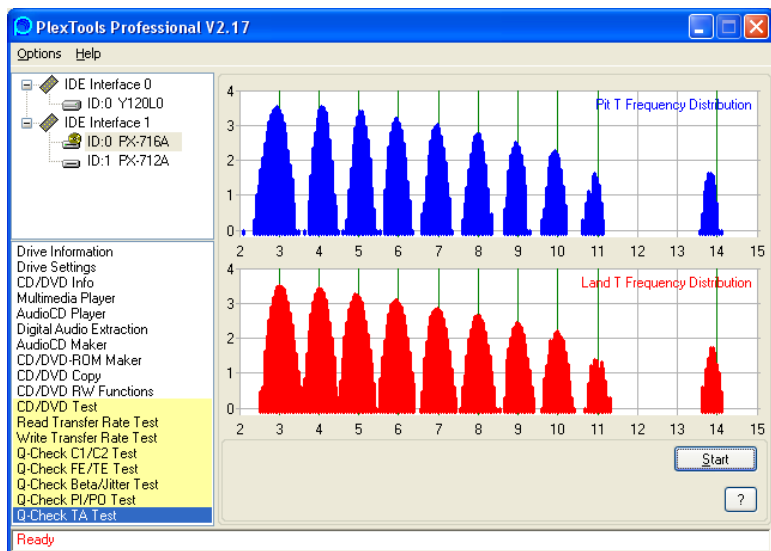 PlexTools Professional V2.17
Options Help
IDE Interface 0
ID:0 Y120L0
IDE Interface 1
ID:0 PX-716A
ID:1 PX-712A
Drive Information
Drive Settings
CD/DVD Info
Multimedia Player
AudioCD Player
Digital Audio Extraction
AudioCD Maker
CD/DVD-ROM Maker
CD/DVD Copy
CD/DVD RW Functions
CD/DVD Test
Read Transfer Rate Test
Write Transfer Rate Test
Q-Check C1/C2 Test
Q-Check FE/TE Test
Q-Check Beta/Jitter Test
Q-Check PI/PO Test
Q-Check TA Test
Pit T Frequency Distribution
4
3
2
1
0
2 3 4 5 6 7 8 9 10 11 12 13 14 15
Land T Frequency Distribution
4
3
2
1
0
2 3 4 5 6 7 8 9 10 11 12 13 14 15
Start
?
Ready